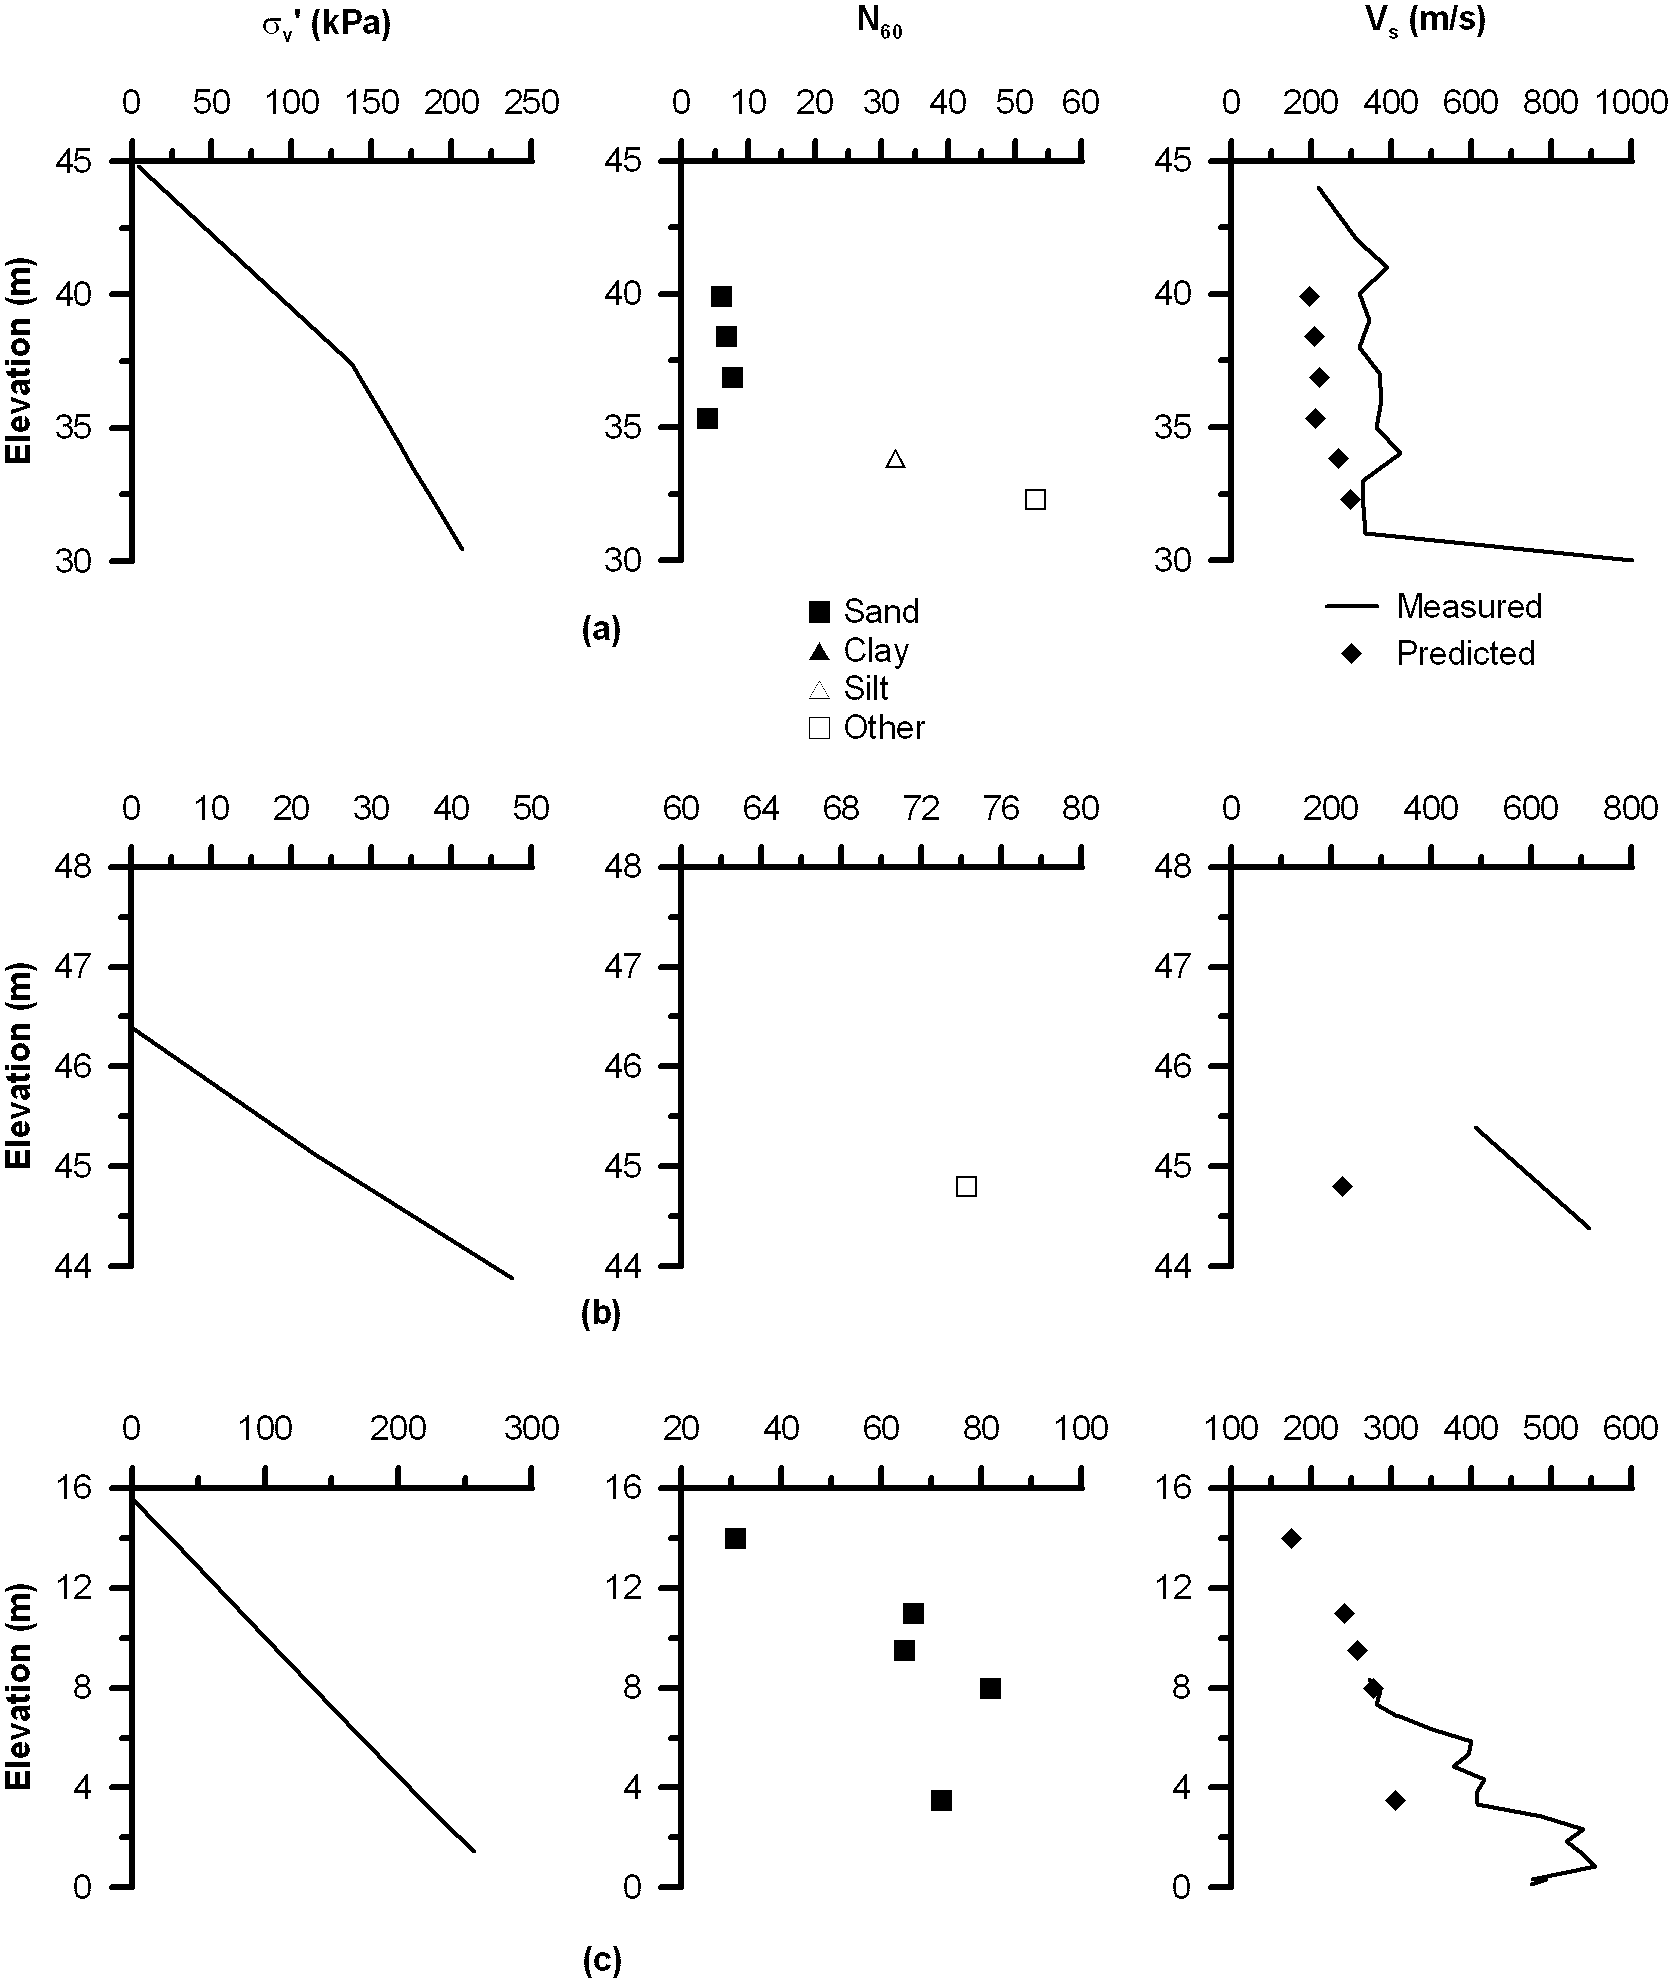 σv' (kPa) N60 Vs (m/s)
0 50 100 150 200 250 0 10 20 30 40 50 60 0 200 400 600 800 1000
45 45 45
40 40 40
35 35 35
30 30 30
Elevation (m)
(a)
Sand
Clay
Silt
Other
Measured
Predicted
0 10 20 30 40 50 60 64 68 72 76 80 0 200 400 600 800
48 48 48
47 47 47
46 46 46
45 45 45
44 44 44
Elevation (m)
(b)
0 100 200 300 20 40 60 80 100 100 200 300 400 500 600
16 16 16
12 12 12
8 8 8
4 4 4
0 0 0
Elevation (m)
(c)